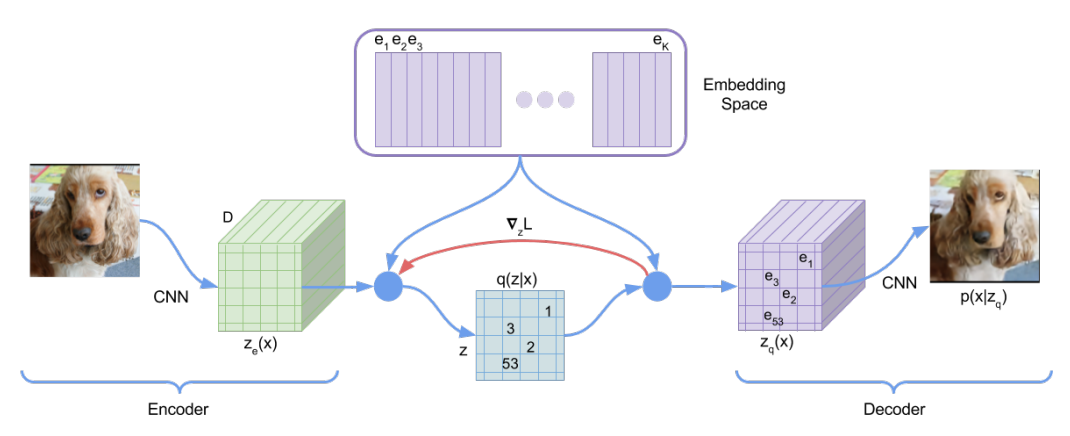 e1 e2 e3
eK
Embedding
Space
D
∇zL
CNN
q(z|x)
1
3
2
53
z
ze(x)
e1
e3
e2
e53
zq(x)
CNN
p(x|zq)
Encoder
Decoder